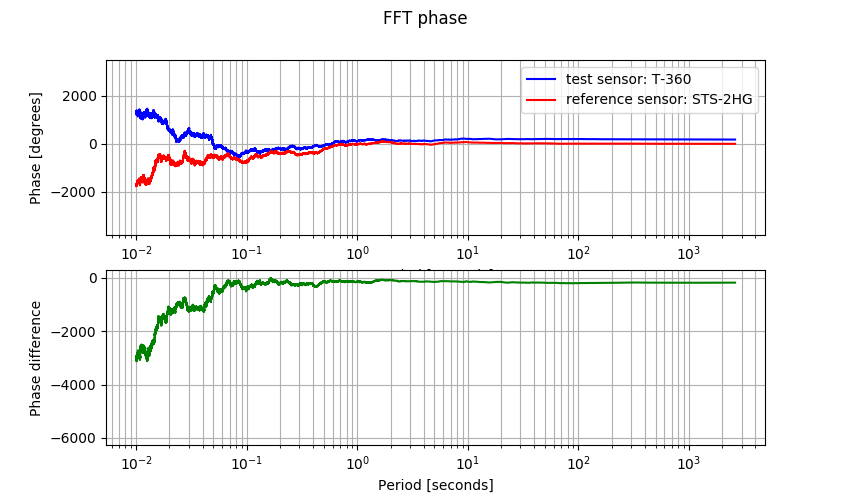 FFT phase
Phase [degrees]
2000
0
−2000
test sensor: T-360
reference sensor: STS-2HG
10⁻² 10⁻¹ 10⁰ 10¹ 10² 10³
Phase difference
0
−2000
−4000
−6000
10⁻² 10⁻¹ 10⁰ 10¹ 10² 10³
Period [seconds]